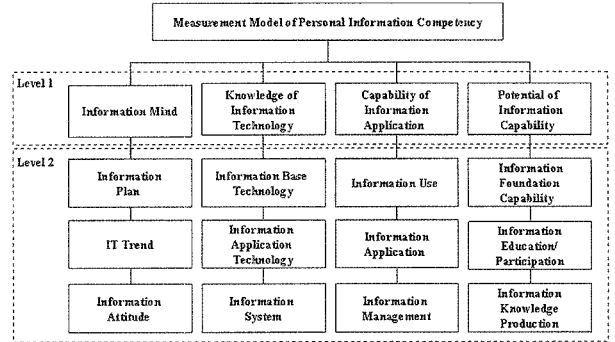 Measurement Model of Personal Information Competency
Level 1
Information Mind
Knowledge of
Information
Technology
Capability of
Information
Application
Potential of
Information
Capability
Level 2
Information
Plan
Information Base
Technology
Information Use
Information
Foundation
Capability
IT Trend
Information
Application
Technology
Information
Application
Information
Education/
Participation
Information
Attitude
Information
System
Information
Management
Information
Knowledge
Production